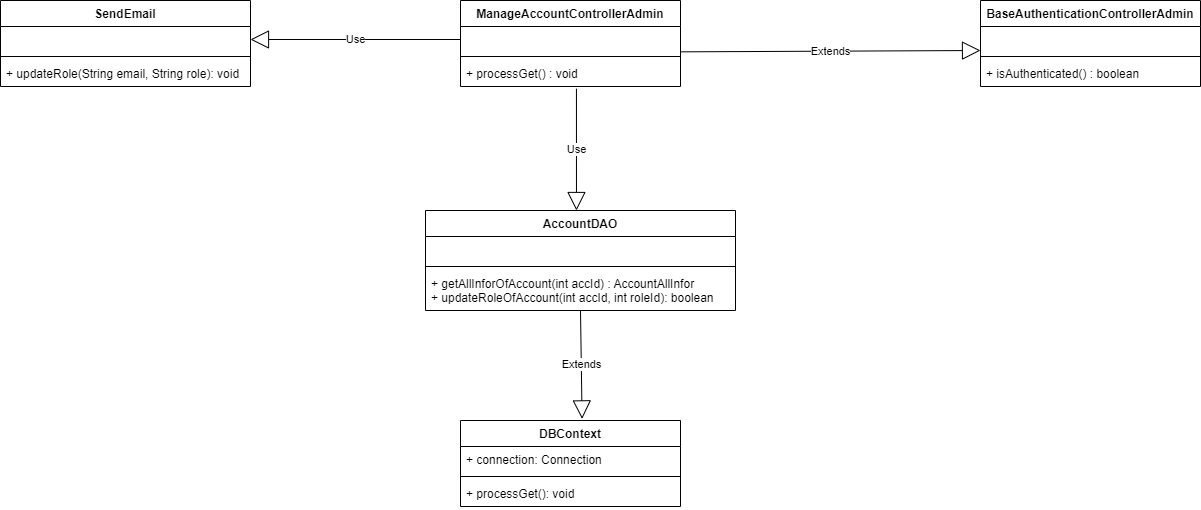 SendEmail
+ updateRole(String email, String role): void
Use
ManageAccountControllerAdmin
+ processGet() : void
Extends
BaseAuthenticationControllerAdmin
+ isAuthenticated() : boolean
Use
AccountDAO
+ getAllInforOfAccount(int accId) : AccountAllInfor
+ updateRoleOfAccount(int accId, int roleId): boolean
Extends
DBContext
+ connection: Connection
+ processGet(): void